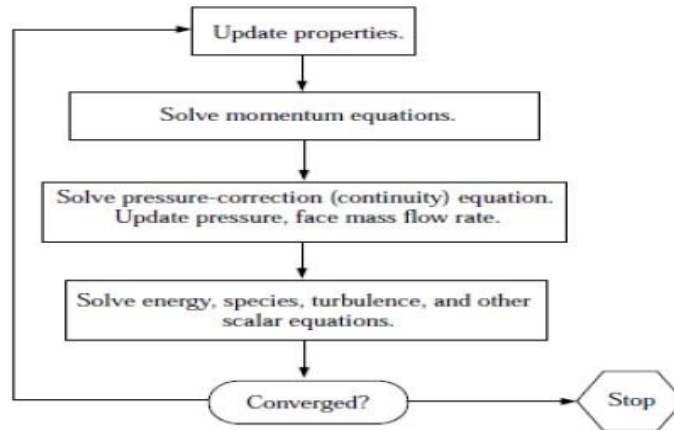 Update properties.
Solve momentum equations.
Solve pressure-correction (continuity) equation.
Update pressure, face mass flow rate.
Solve energy, species, turbulence, and other
scalar equations.
Converged?
Stop